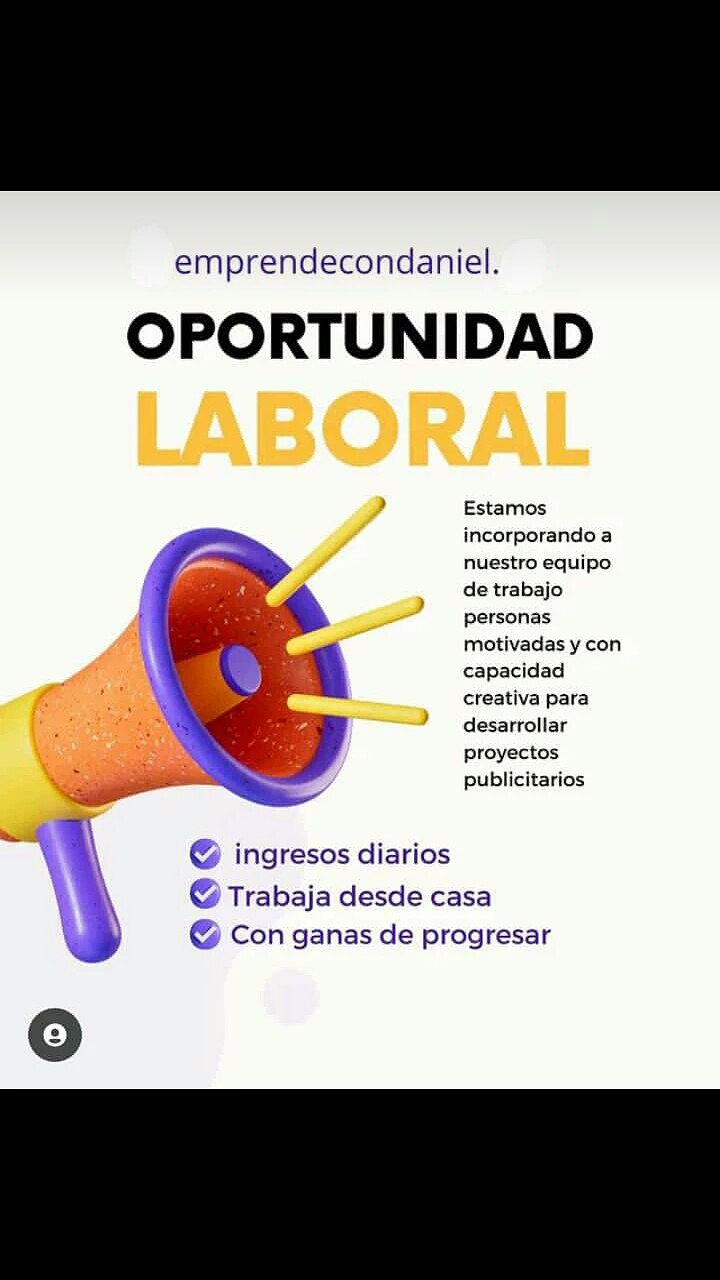 emprendecondaniel.
OPORTUNIDAD
LABORAL
Estamos
incorporando a
nuestro equipo
de trabajo
personas
motivadas y con
capacidad
creativa para
desarrollar
proyectos
publicitarios
ingresos diarios
Trabaja desde casa
Con ganas de progresar